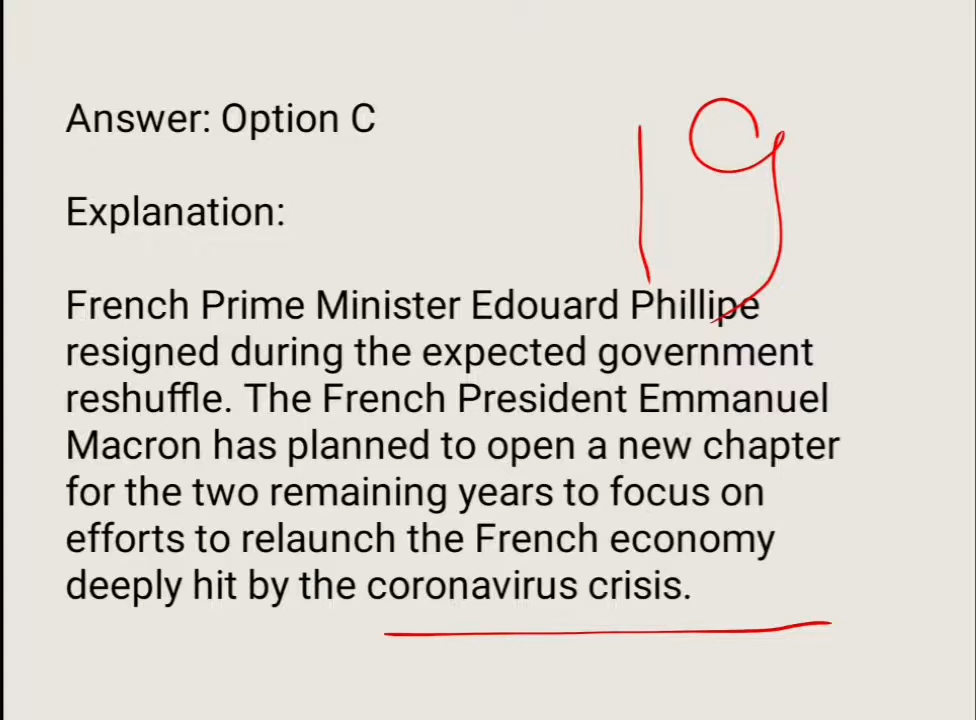 Answer: Option C
19
Explanation:
French Prime Minister Edouard Phillipe
resigned during the expected government
reshuffle. The French President Emmanuel
Macron has planned to open a new chapter
for the two remaining years to focus on
efforts to relaunch the French economy
deeply hit by the coronavirus crisis.